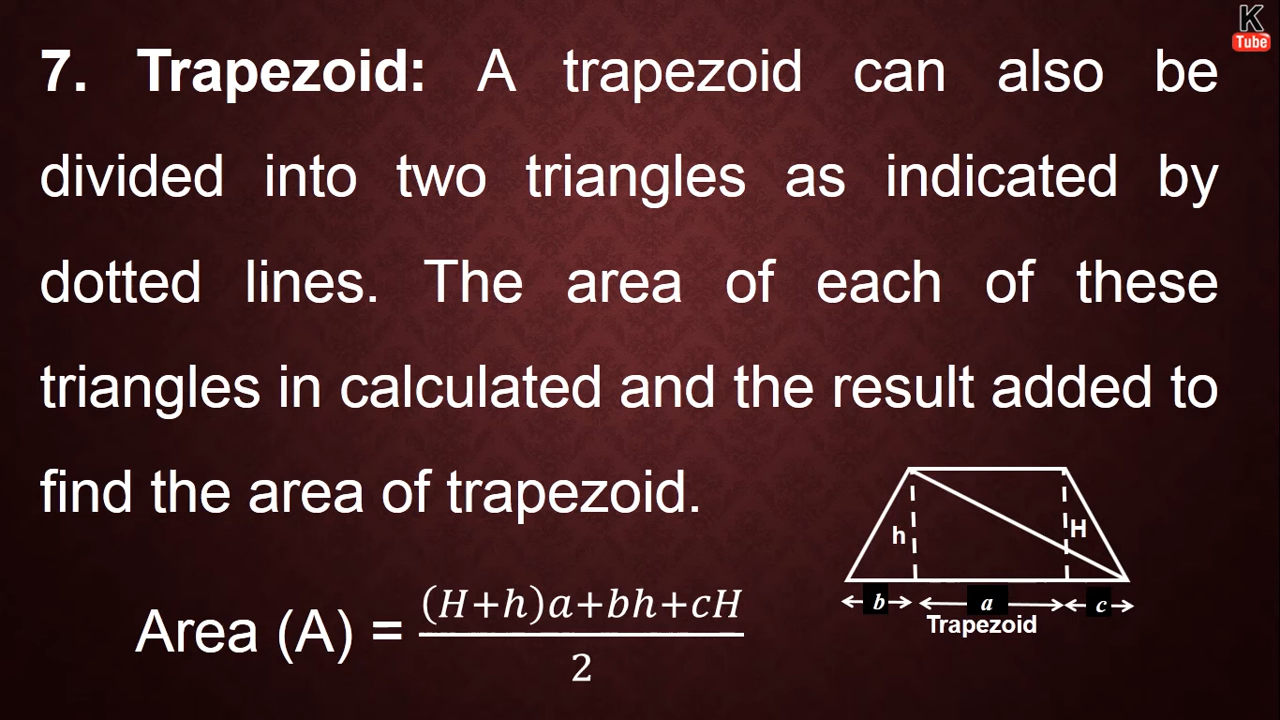 K
Tube
7. Trapezoid: A trapezoid can also be
divided into two triangles as indicated by
dotted lines. The area of each of these
triangles in calculated and the result added to
find the area of trapezoid.
h
H
b a c
Trapezoid
Area (A) = \frac{(H+h)a+bh+cH}{2}